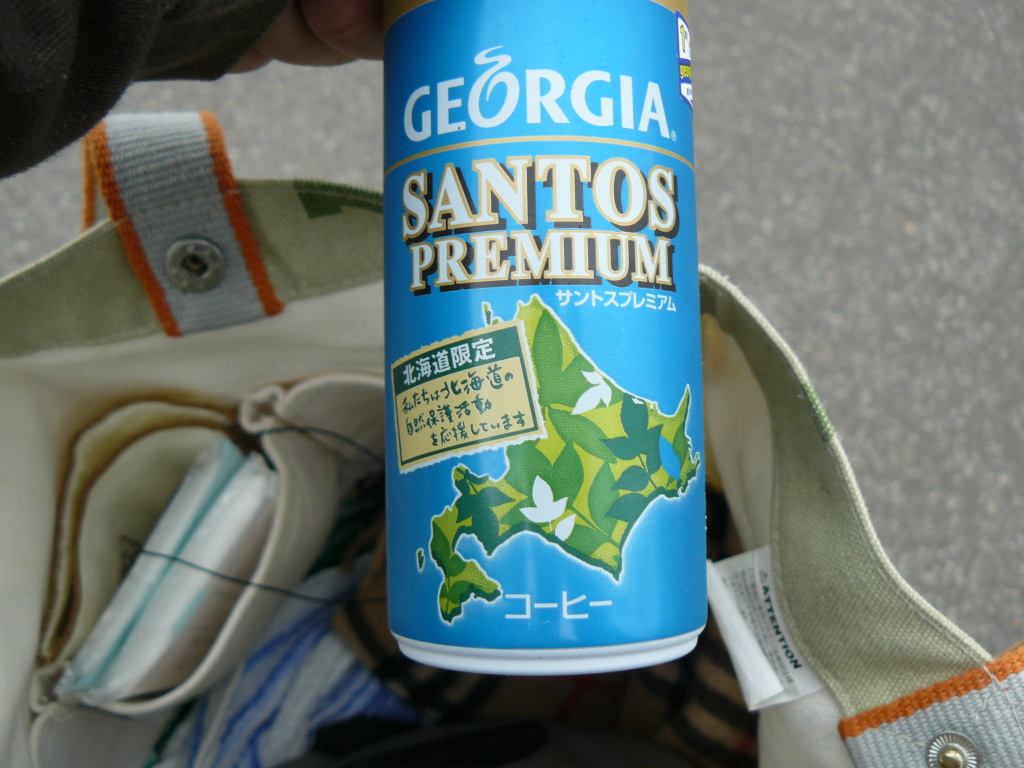 GEORGIA
SANTOS
PREMIUM
サントスプレミアム
北海道限定
私たちは北海道の
自然保護活動
を応援しています
コーヒー
ATTENTION